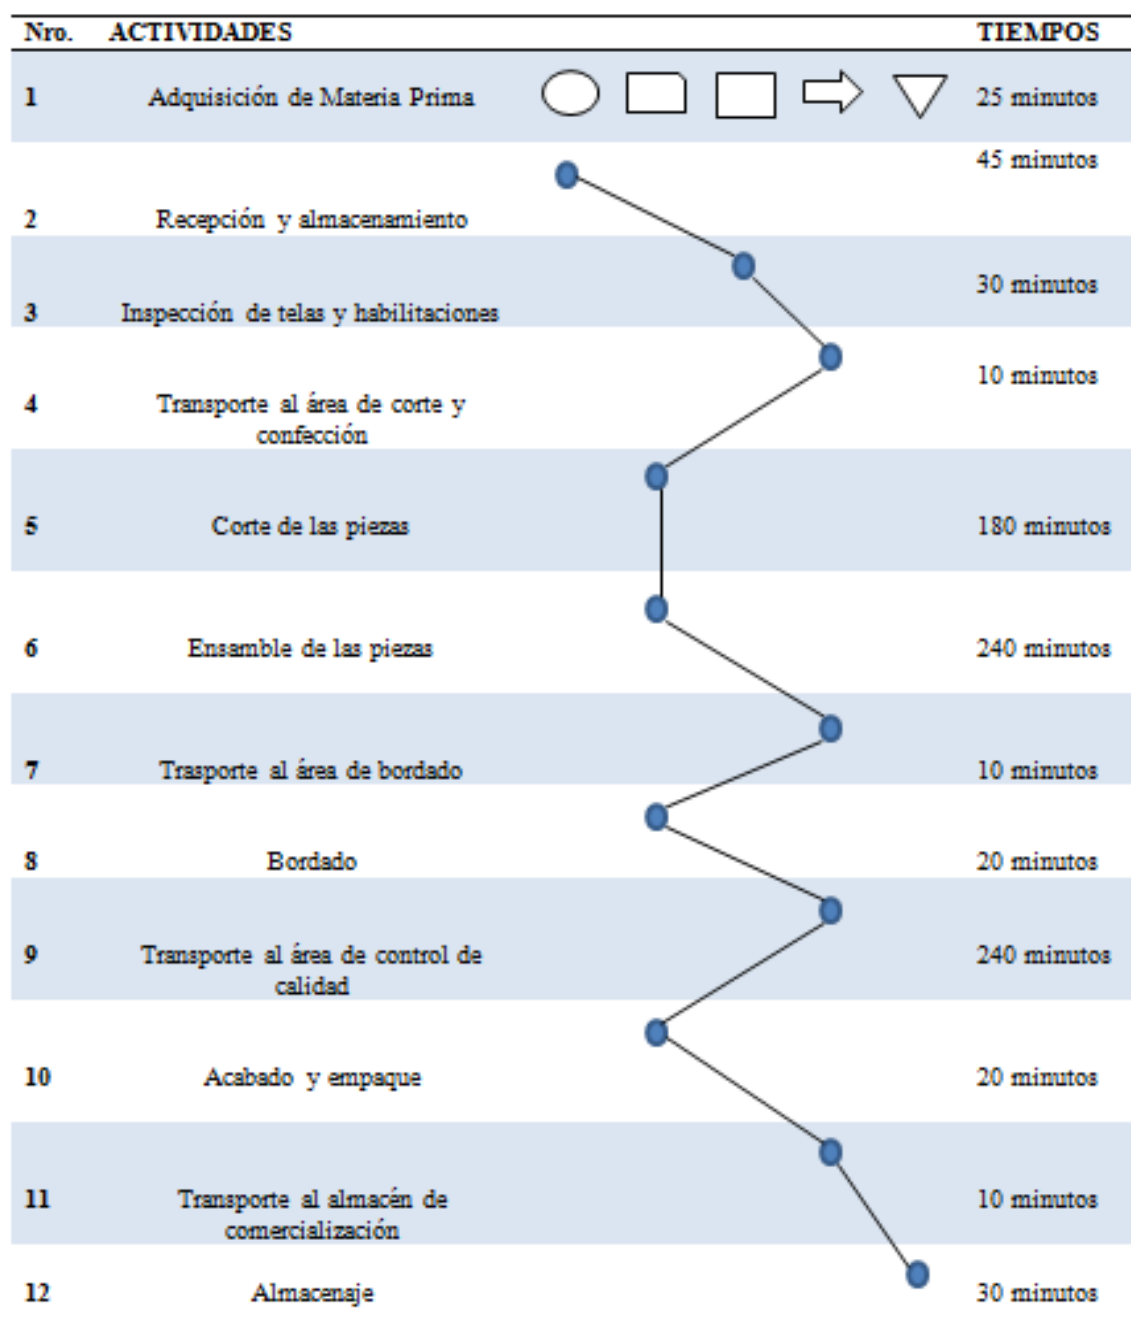 Nro. ACTIVIDADES TIEMPOS
1 Adquisición de Materia Prima 25 minutos
45 minutos
2 Recepción y almacenamiento
30 minutos
3 Inspección de telas y habilitaciones
10 minutos
4 Transporte al área de corte y
confección
5 Corte de las piezas 180 minutos
6 Ensamble de las piezas 240 minutos
7 Trasporte al área de bordado 10 minutos
8 Bordado 20 minutos
9 Transporte al área de control de 240 minutos
calidad
10 Acabado y empaque 20 minutos
11 Transporte al almacén de 10 minutos
comercialización
12 Almacenaje 30 minutos